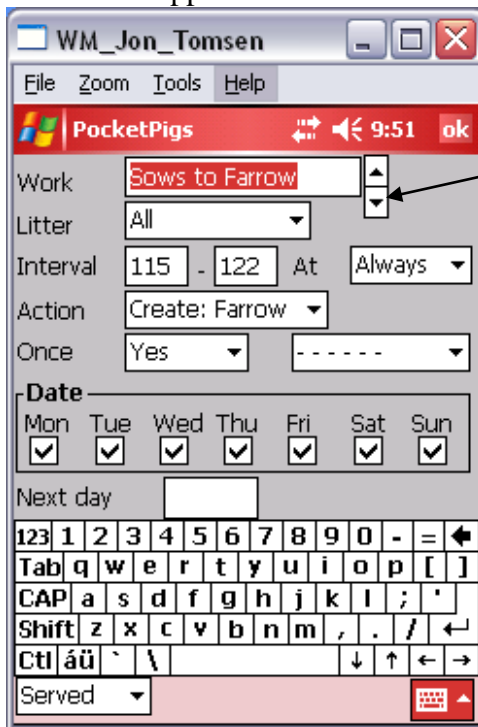 WM_Jon_Tomsen
File Zoom Tools Help
PocketPigs 9:51 ok
Work Sows to Farrow
Litter All
Interval 115 - 122 At Always
Action Create: Farrow
Once Yes - - - - - -
Date
Mon Tue Wed Thu Fri Sat Sun
Next day
123 1 2 3 4 5 6 7 8 9 0 - =
Tab q w e r t y u i o p [ ]
CAP a s d f g h j k l ; '
Shift z x c v b n m , . /
Ctl áü ` \
Served